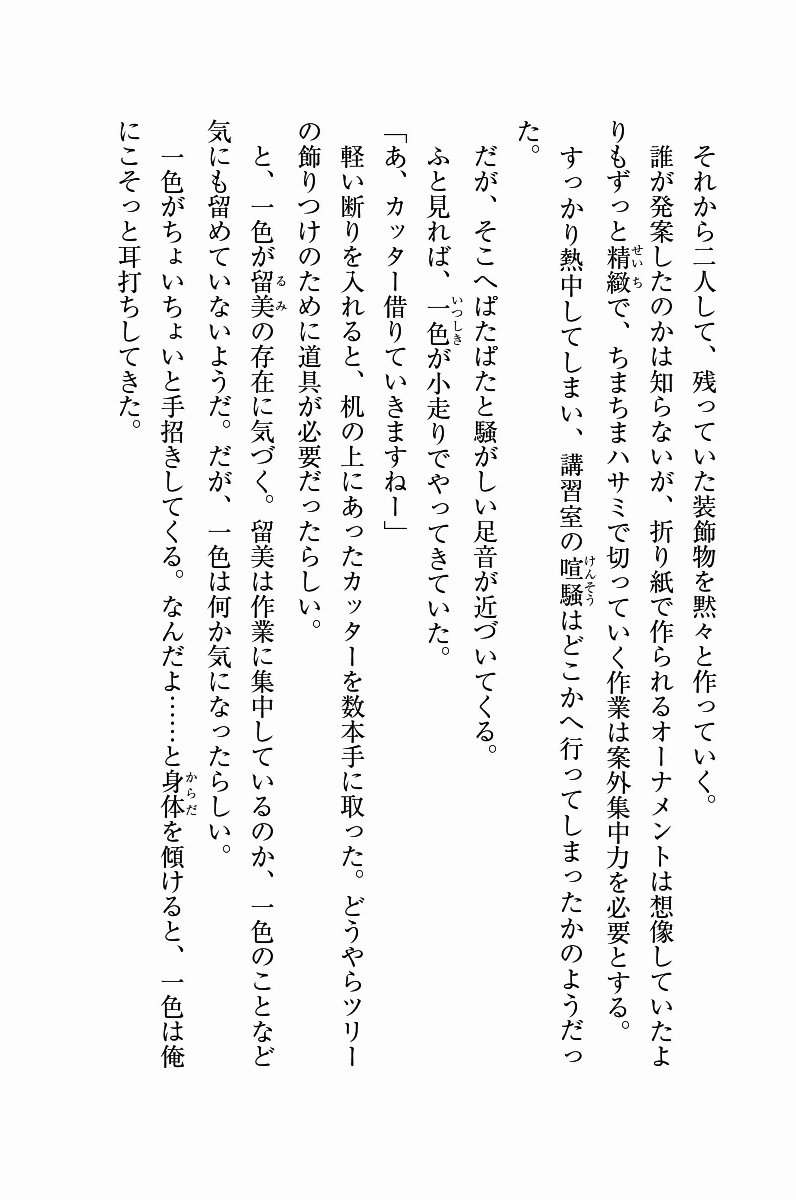 それから二人して、残っていた装飾物を黙々と作っていく。
誰が発案したのかは知らないが、折り紙で作られるオーナメントは想像していたよ
りもずっと精緻で、ちまちまハサミで切っていく作業は案外集中力を必要とする。
すっかり熱中してしまい、講習室の喧騒はどこかへ行ってしまったかのようだっ
た。
だが、そこへぱたぱたと騒がしい足音が近づいてくる。
ふと見れば、一色が小走りでやってきていた。
「あ、カッター借りていきますねー」
軽い断りを入れると、机の上にあったカッターを数本手に取った。どうやらツリー
の飾りつけのために道具が必要だったらしい。
と、一色が留美の存在に気づく。留美は作業に集中しているのか、一色のことなど
気にも留めていないようだ。だが、一色は何か気になったらしい。
一色がちょいちょいと手招きしてくる。なんだよ……と身体を傾けると、一色は俺
にこそっと耳打ちしてきた。